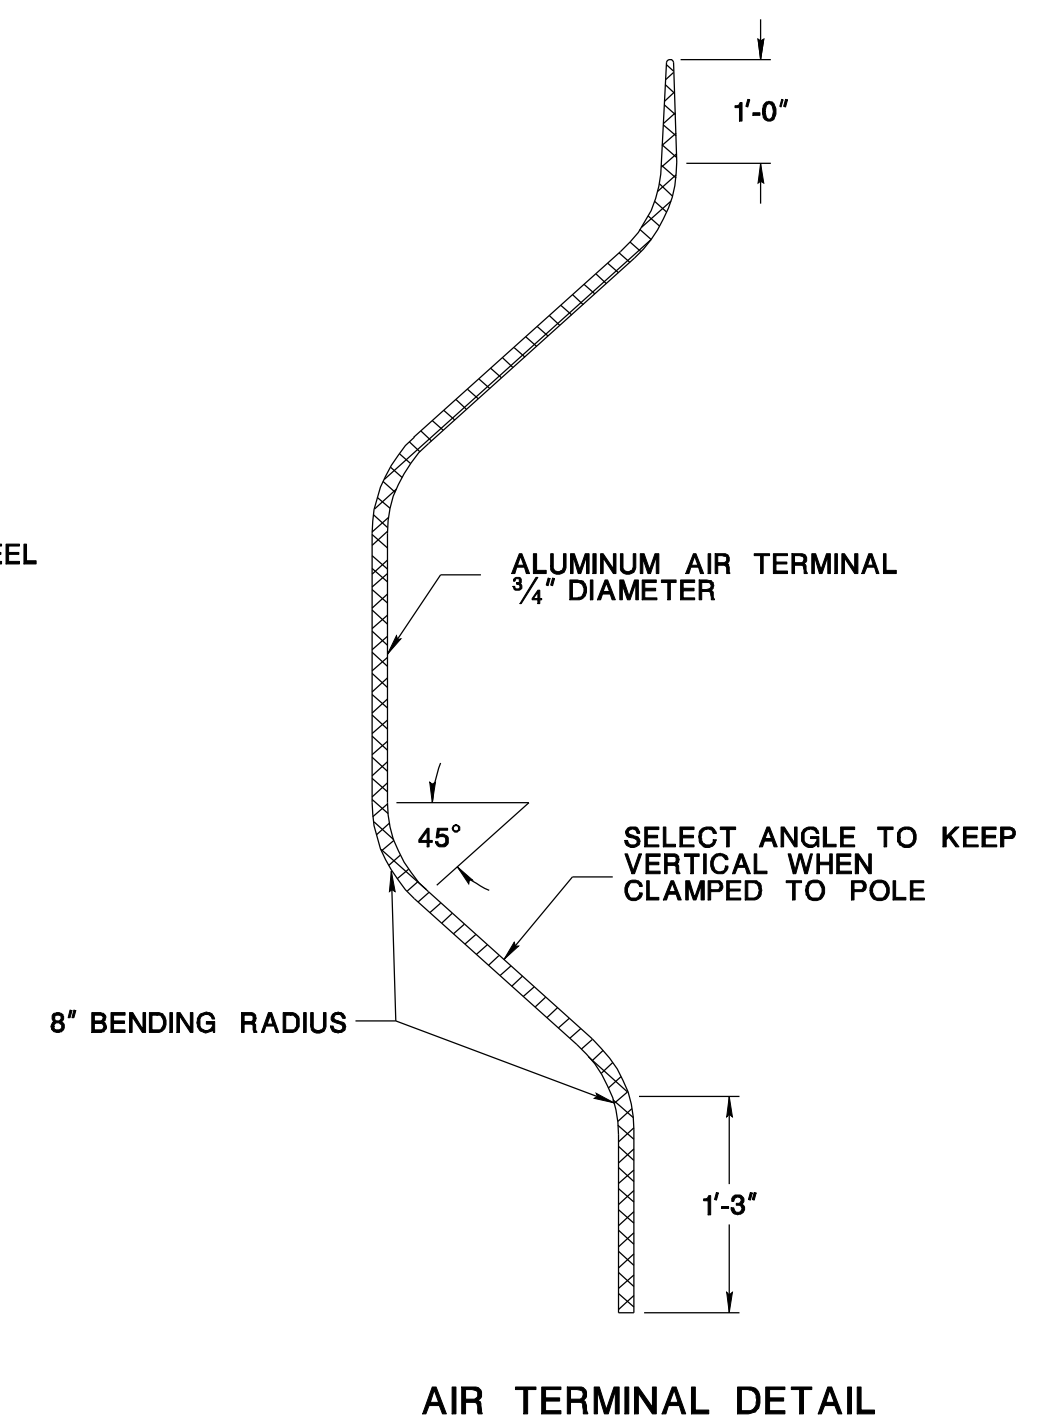 1'-0"
ALUMINUM AIR TERMINAL
3/4" DIAMETER
45°
SELECT ANGLE TO KEEP
VERTICAL WHEN
CLAMPED TO POLE
8" BENDING RADIUS
1'-3"
AIR TERMINAL DETAIL